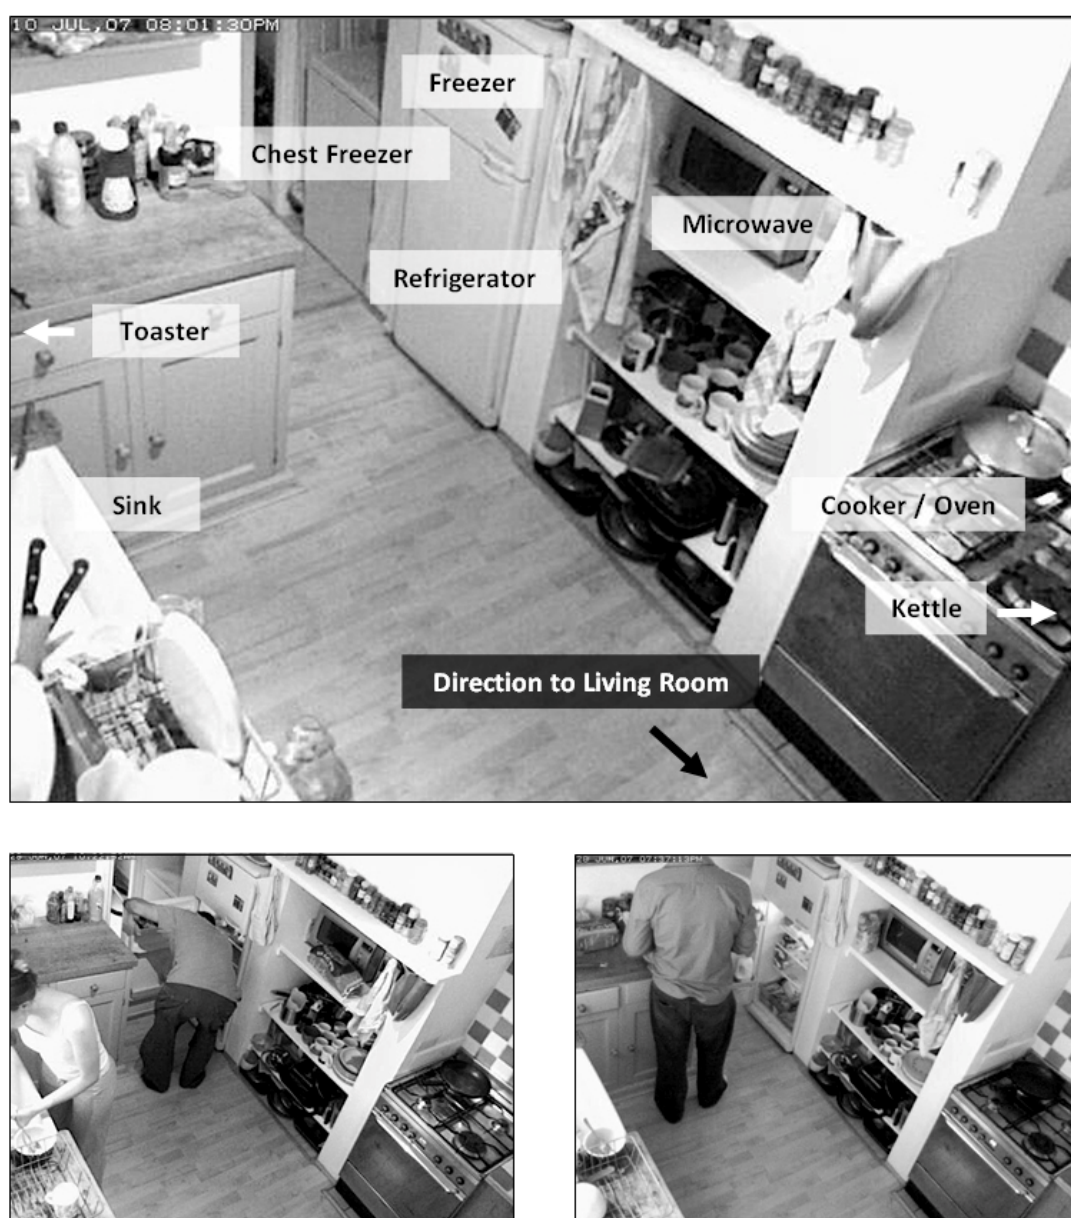 10 JUL,07 08:01:30PM
Freezer
Chest Freezer
Microwave
Refrigerator
Toaster
Sink
Cooker / Oven
Kettle
Direction to Living Room